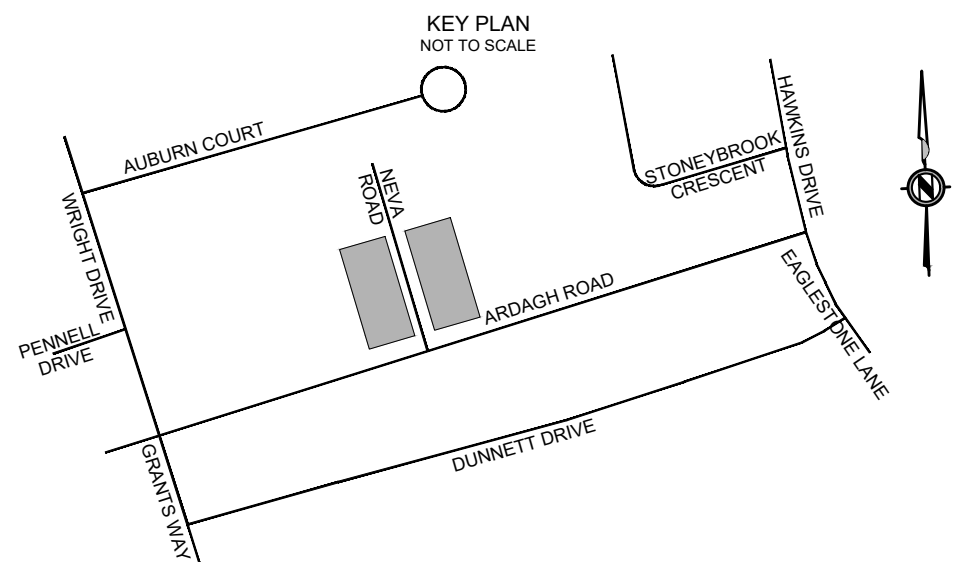 KEY PLAN
NOT TO SCALE
AUBURN COURT
HAWKINS DRIVE
STONEYBROOK
CRESCENT
NEVA
ROAD
WRIGHT DRIVE
N
PENNELL
DRIVE
ARDAGH ROAD
EAGLESTONE LANE
DUNNETT DRIVE
GRANTS WAY